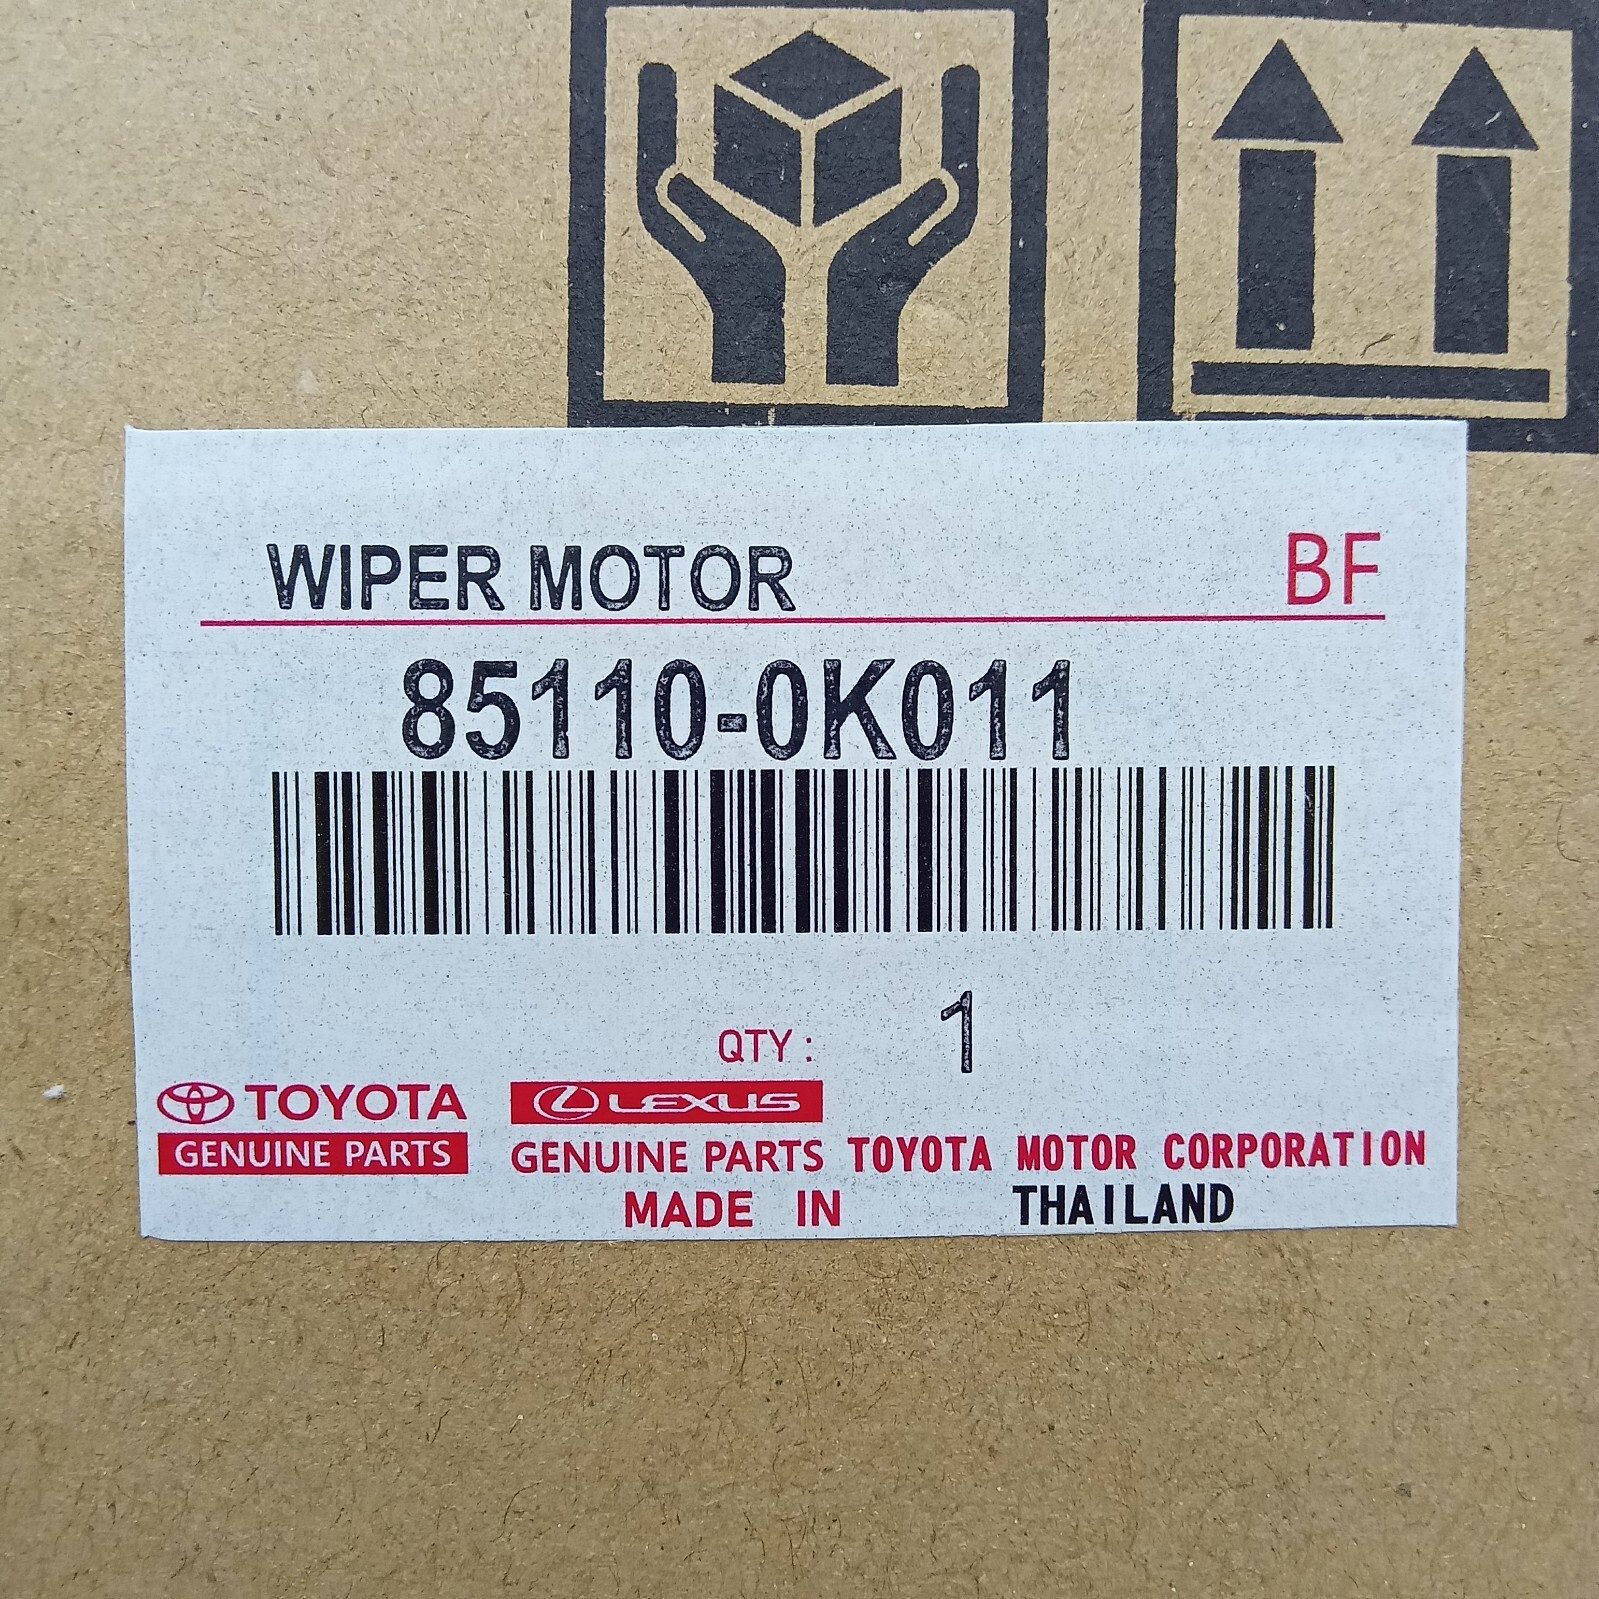 WIPER MOTOR BF
85110-0K011
QTY : 1
TOYOTA LEXUS
GENUINE PARTS GENUINE PARTS TOYOTA MOTOR CORPORATION
MADE IN THAILAND